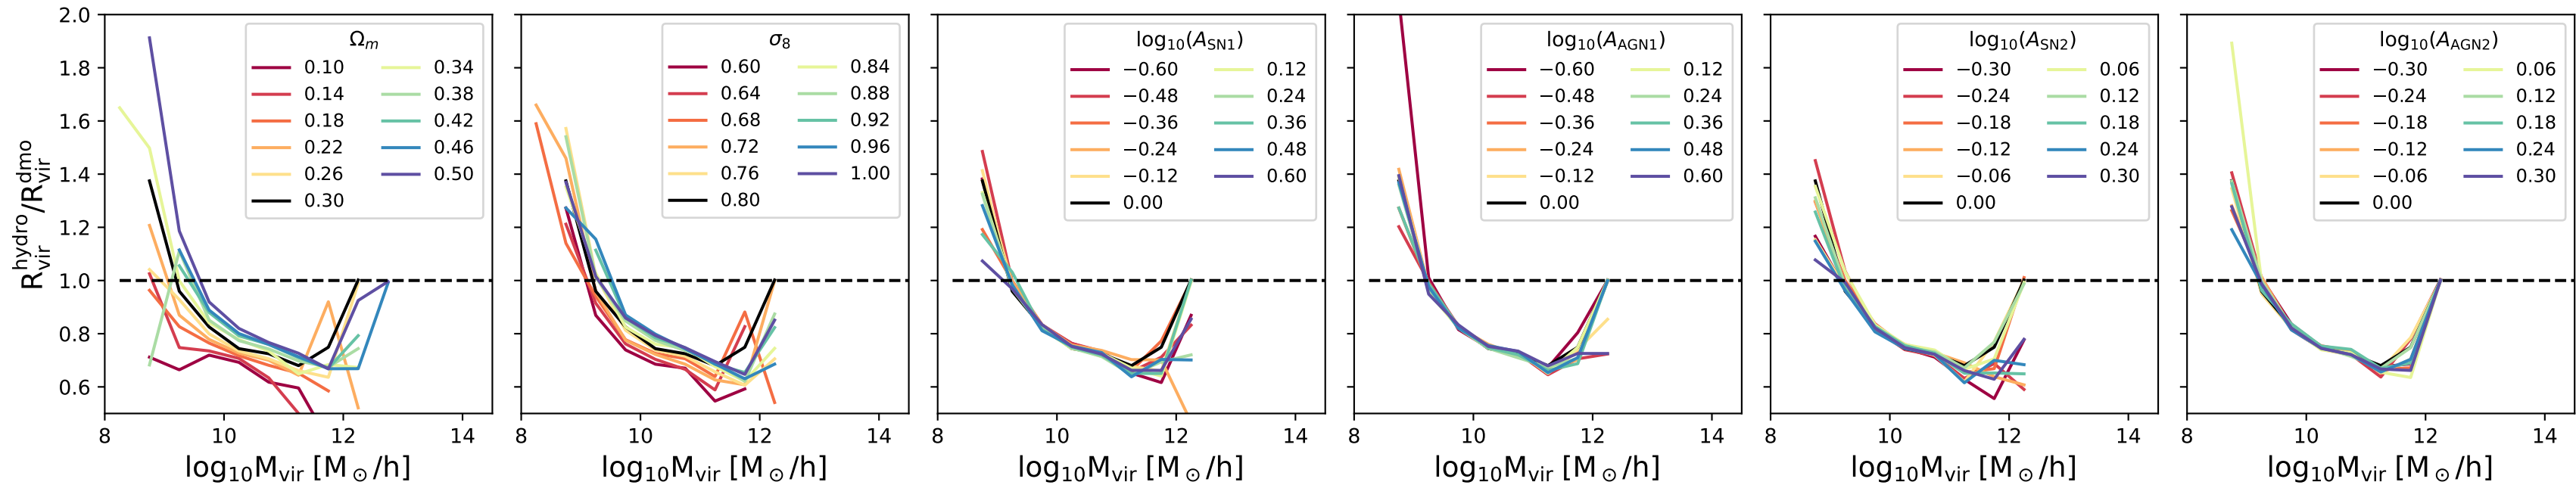 R_vir^hydro/R_vir^dmo
2.0
1.8
1.6
1.4
1.2
1.0
0.8
0.6
Ω_m
0.10 0.34
0.14 0.38
0.18 0.42
0.22 0.46
0.26 0.50
0.30
8 10 12 14
log₁₀M_vir [M_⊙/h]
σ₈
0.60 0.84
0.64 0.88
0.68 0.92
0.72 0.96
0.76 1.00
0.80
8 10 12 14
log₁₀M_vir [M_⊙/h]
log₁₀(A_SN1)
−0.60 0.12
−0.48 0.24
−0.36 0.36
−0.24 0.48
−0.12 0.60
0.00
8 10 12 14
log₁₀M_vir [M_⊙/h]
log₁₀(A_AGN1)
−0.60 0.12
−0.48 0.24
−0.36 0.36
−0.24 0.48
−0.12 0.60
0.00
8 10 12 14
log₁₀M_vir [M_⊙/h]
log₁₀(A_SN2)
−0.30 0.06
−0.24 0.12
−0.18 0.18
−0.12 0.24
−0.06 0.30
0.00
8 10 12 14
log₁₀M_vir [M_⊙/h]
log₁₀(A_AGN2)
−0.30 0.06
−0.24 0.12
−0.18 0.18
−0.12 0.24
−0.06 0.30
0.00
8 10 12 14
log₁₀M_vir [M_⊙/h]